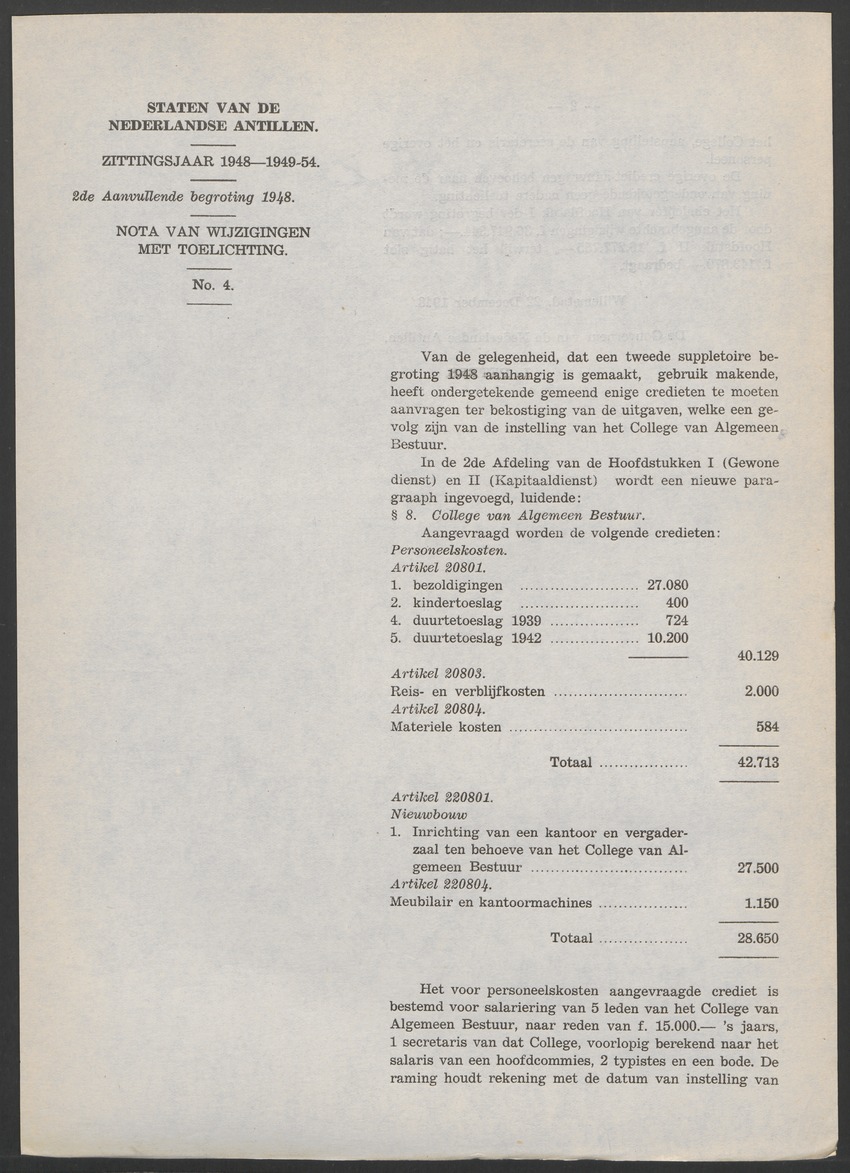 STATEN VAN DE
NEDERLANDSE ANTILLEN.
ZITTINGSJAAR 1948—1949-54.
2de Aanvullende begroting 1948.
NOTA VAN WIJZIGINGEN
MET TOELICHTING.
No. 4.
Van de gelegenheid, dat een tweede suppletoire be-
groting 1948 aanhangig is gemaakt, gebruik makende,
heeft ondergetekende gemeend enige credieten te moeten
aanvragen ter bekostiging van de uitgaven, welke een ge-
volg zijn van de instelling van het College van Algemeen
Bestuur.
In de 2de Afdeling van de Hoofdstukken I (Gewone
dienst) en II (Kapitaaldienst) wordt een nieuwe para-
graaph ingevoegd, luidende:
§ 8. College van Algemeen Bestuur.
Aangevraagd worden de volgende credieten:
Personeelskosten.
Artikel 20801.
1. bezoldigingen ........................ 27.080
2. kindertoeslag ........................ 400
4. duurtetoeslag 1939 .................. 724
5. duurtetoeslag 1942 .................. 10.200
40.129
Artikel 20803.
Reis- en verblijfkosten ........................... 2.000
Artikel 20804.
Materiele kosten .................................... 584
Totaal .................. 42.713
Artikel 220801.
Nieuwbouw
1. Inrichting van een kantoor en vergader-
zaal ten behoeve van het College van Al-
gemeen Bestuur ................................ 27.500
Artikel 220804.
Meubilair en kantoormachines .................. 1.150
Totaal .................. 28.650
Het voor personeelskosten aangevraagde crediet is
bestemd voor salariering van 5 leden van het College van
Algemeen Bestuur, naar reden van f. 15.000.— 's jaars,
1 secretaris van dat College, voorlopig berekend naar het
salaris van een hoofdcommies, 2 typistes en een bode. De
raming houdt rekening met de datum van instelling van